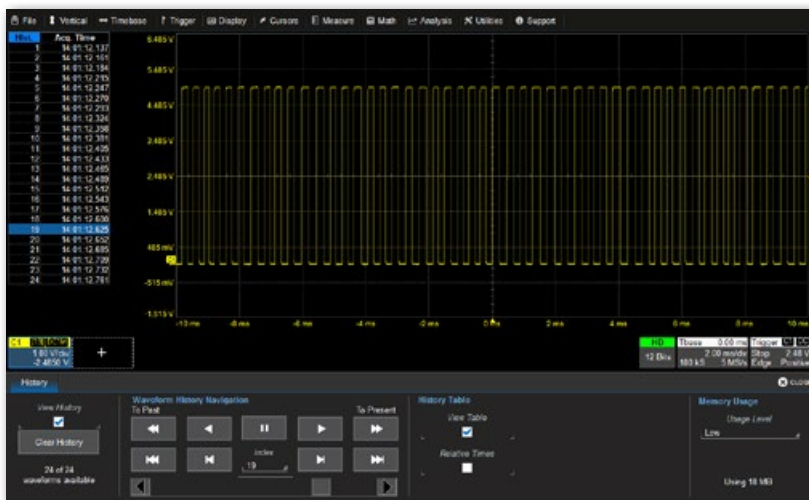 File Vertical Timebase Trigger Display Cursors Measure Math Analysis Utilities Support
Hist. Acq. Time
1 14:01:12.137
2 14:01:12.161
3 14:01:12.184
4 14:01:12.215
5 14:01:12.247
6 14:01:12.270
7 14:01:12.293
8 14:01:12.324
9 14:01:12.358
10 14:01:12.381
11 14:01:12.405
12 14:01:12.433
13 14:01:12.465
14 14:01:12.489
15 14:01:12.512
16 14:01:12.543
17 14:01:12.576
18 14:01:12.600
19 14:01:12.625
20 14:01:12.652
21 14:01:12.685
22 14:01:12.709
23 14:01:12.732
24 14:01:12.761
6.485 V
5.485 V
4.485 V
3.485 V
2.485 V
1.485 V
485 mV
-515 mV
-1.515 V
-10 ms -8 ms -6 ms -4 ms -2 ms 0 ms 2 ms 4 ms 6 ms 8 ms 10 ms
C1
1.00 V/div
-2.4850 V
+
HD
12 Bits
Tbase 0.00 ms
2.00 ms/div
100 kS 5 MS/s
Trigger C1 DC
Stop 2.48 V
Edge Positive
History
CLOSE
View History
Clear History
24 of 24
waveforms available
Waveform History Navigation
To Past To Present
Index
19
History Table
View Table
Relative Times
Memory Usage
Usage Level
Low
Using 18 MB